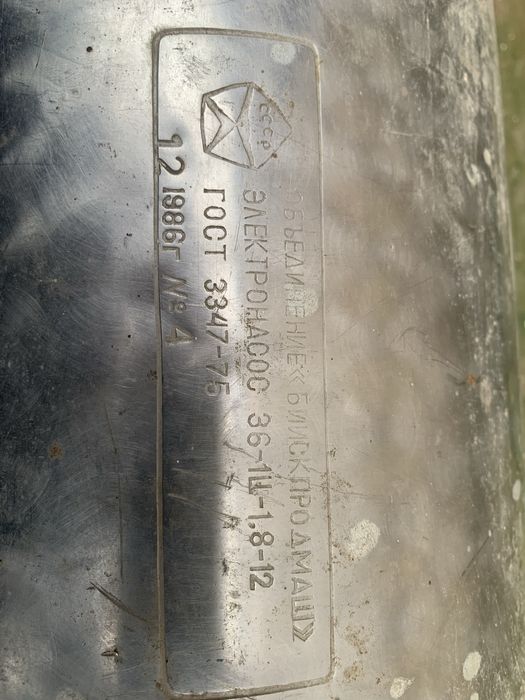 СССР
ОБЪЕДИНЕНИЕ «БИЙСКПРОДМАШ»
ЭЛЕКТРОНАСОС 36-1Ц-1,8-12
ГОСТ 3347-75
12 1986г № 4